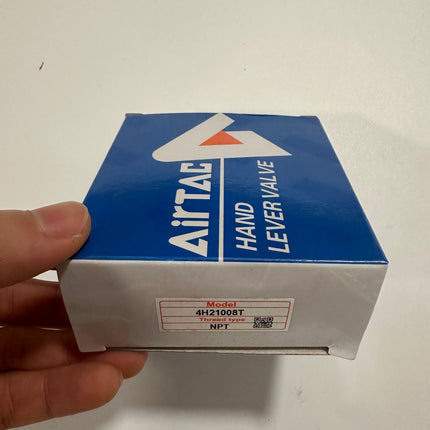 AirTAC
HAND
LEVER VALVE
Model
4H21008T
Thread type
NPT